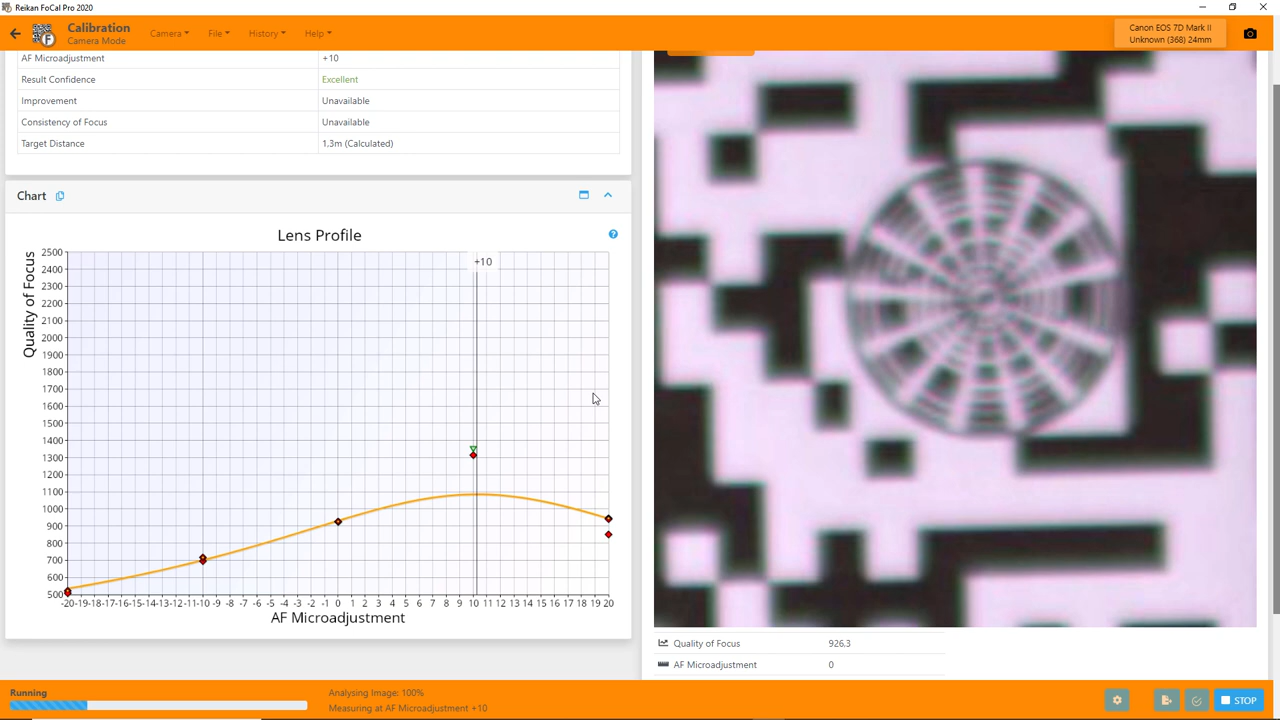 Reikan FoCal Pro 2020
Calibration
Camera Mode
Camera File History Help
Canon EOS 7D Mark II
Unknown (368) 24mm
AF Microadjustment +10
Result Confidence Excellent
Improvement Unavailable
Consistency of Focus Unavailable
Target Distance 1,3m (Calculated)
Chart
Lens Profile
?
+10
Quality of Focus
2500
2400
2300
2200
2100
2000
1900
1800
1700
1600
1500
1400
1300
1200
1100
1000
900
800
700
600
500
-20 -19 -18 -17 -16 -15 -14 -13 -12 -11 -10 -9 -8 -7 -6 -5 -4 -3 -2 -1 0 1 2 3 4 5 6 7 8 9 10 11 12 13 14 15 16 17 18 19 20
AF Microadjustment
Quality of Focus 926,3
AF Microadjustment 0
Running
Analysing Image: 100%
Measuring at AF Microadjustment +10
STOP